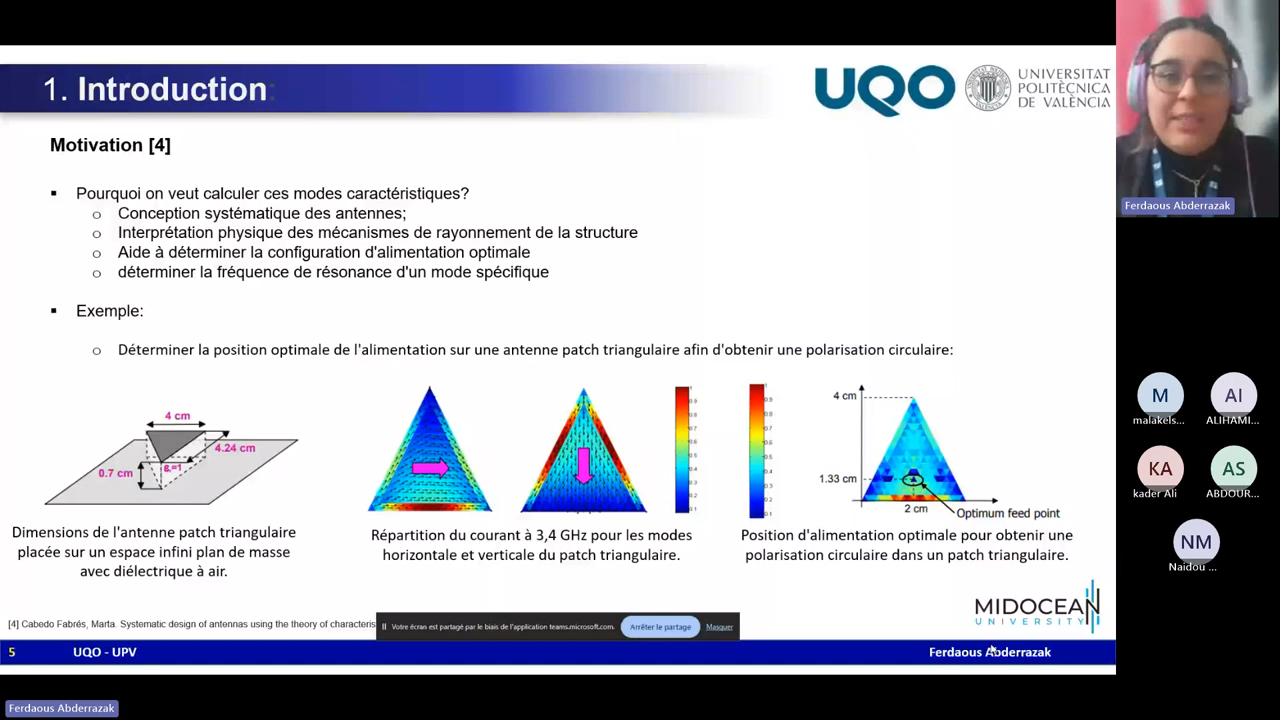 1. Introduction:
UQO
UNIVERSITAT
POLITÈCNICA
DE VALÈNCIA
Motivation [4]
Pourquoi on veut calculer ces modes caractéristiques?
Conception systématique des antennes;
Interprétation physique des mécanismes de rayonnement de la structure
Aide à déterminer la configuration d'alimentation optimale
déterminer la fréquence de résonance d'un mode spécifique
Exemple:
Déterminer la position optimale de l'alimentation sur une antenne patch triangulaire afin d'obtenir une polarisation circulaire:
4 cm
4.24 cm
0.7 cm
Dimensions de l'antenne patch triangulaire
placée sur un espace infini plan de masse
avec diélectrique à air.
Répartition du courant à 3,4 GHz pour les modes
horizontale et verticale du patch triangulaire.
4 cm
1.33 cm
2 cm
Optimum feed point
Position d'alimentation optimale pour obtenir une
polarisation circulaire dans un patch triangulaire.
[4] Cabedo Fabrés, Marta. Systematic design of antennas using the theory of characteris
Votre écran est partagé par le biais de l'application teams.microsoft.com.
Arrêter le partage
Masquer
MIDOCEAN
UNIVERSITY
5
UQO - UPV
Ferdaous Abderrazak
Ferdaous Abderrazak
Ferdaous Abderrazak
M
malakels...
AI
ALIHAMI...
KA
kader Ali
AS
ABDOUR...
NM
Naidou ...